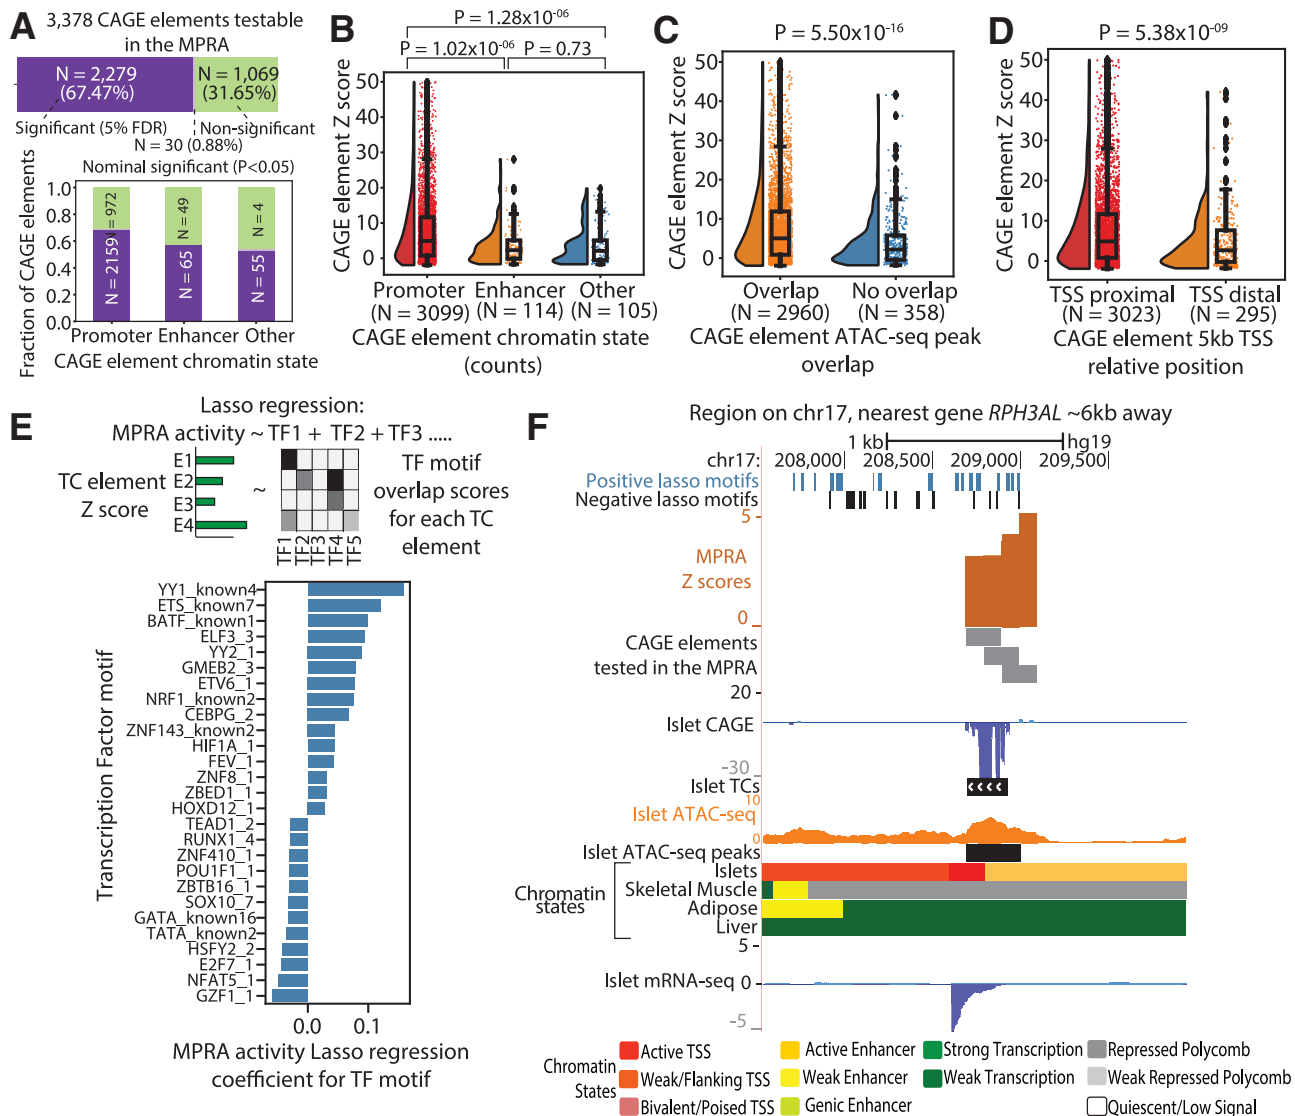 A
3,378 CAGE elements testable
in the MPRA
N = 2,279
(67.47%)
N = 1,069
(31.65%)
Significant (5% FDR)
Non-significant
N = 30 (0.88%)
Nominal significant (P<0.05)
Fraction of CAGE elements
1.0
0.8
0.6
0.4
0.2
0.0
N = 972
N = 2159
N = 49
N = 65
N = 4
N = 55
Promoter Enhancer Other
CAGE element chromatin state
B
P = 1.28x10⁻⁰⁶
P = 1.02x10⁻⁰⁶
P = 0.73
CAGE element Z score
50
40
30
20
10
0
Promoter
(N = 3099)
Enhancer
(N = 114)
Other
(N = 105)
CAGE element chromatin state
(counts)
C
P = 5.50x10⁻¹⁶
CAGE element Z score
50
40
30
20
10
0
Overlap
(N = 2960)
No overlap
(N = 358)
CAGE element ATAC-seq peak
overlap
D
P = 5.38x10⁻⁰⁹
CAGE element Z score
50
40
30
20
10
0
TSS proximal
(N = 3023)
TSS distal
(N = 295)
CAGE element 5kb TSS
relative position
E
Lasso regression:
MPRA activity ~ TF1 + TF2 + TF3 .....
TC element
Z score
E1
E2
E3
E4
~
TF1
TF2
TF3
TF4
TF5
TF motif
overlap scores
for each TC
element
Transcription Factor motif
YY1_known4
ETS_known7
BATF_known1
ELF3_3
YY2_1
GMEB2_3
ETV6_1
NRF1_known2
CEBPG_2
ZNF143_known2
HIF1A_1
FEV_1
ZNF8_1
ZBED1_1
HOXD12_1
TEAD1_2
RUNX1_4
ZNF410_1
POU1F1_1
ZBTB16_1
SOX10_7
GATA_known16
TATA_known2
HSFY2_2
E2F7_1
NFAT5_1
GZF1_1
0.0 0.1
MPRA activity Lasso regression
coefficient for TF motif
F
Region on chr17, nearest gene RPH3AL ~6kb away
1 kb
hg19
chr17:
208,000
208,500
209,000
209,500
Positive lasso motifs
Negative lasso motifs
5
MPRA
Z scores
0
CAGE elements
tested in the MPRA
20
Islet CAGE
-30
Islet TCs
10
Islet ATAC-seq
0
Islet ATAC-seq peaks
Chromatin
states
Islets
Skeletal Muscle
Adipose
Liver
5
Islet mRNA-seq 0
-5
Chromatin
States
Active TSS
Weak/Flanking TSS
Bivalent/Poised TSS
Active Enhancer
Weak Enhancer
Genic Enhancer
Strong Transcription
Weak Transcription
Repressed Polycomb
Weak Repressed Polycomb
Quiescent/Low Signal